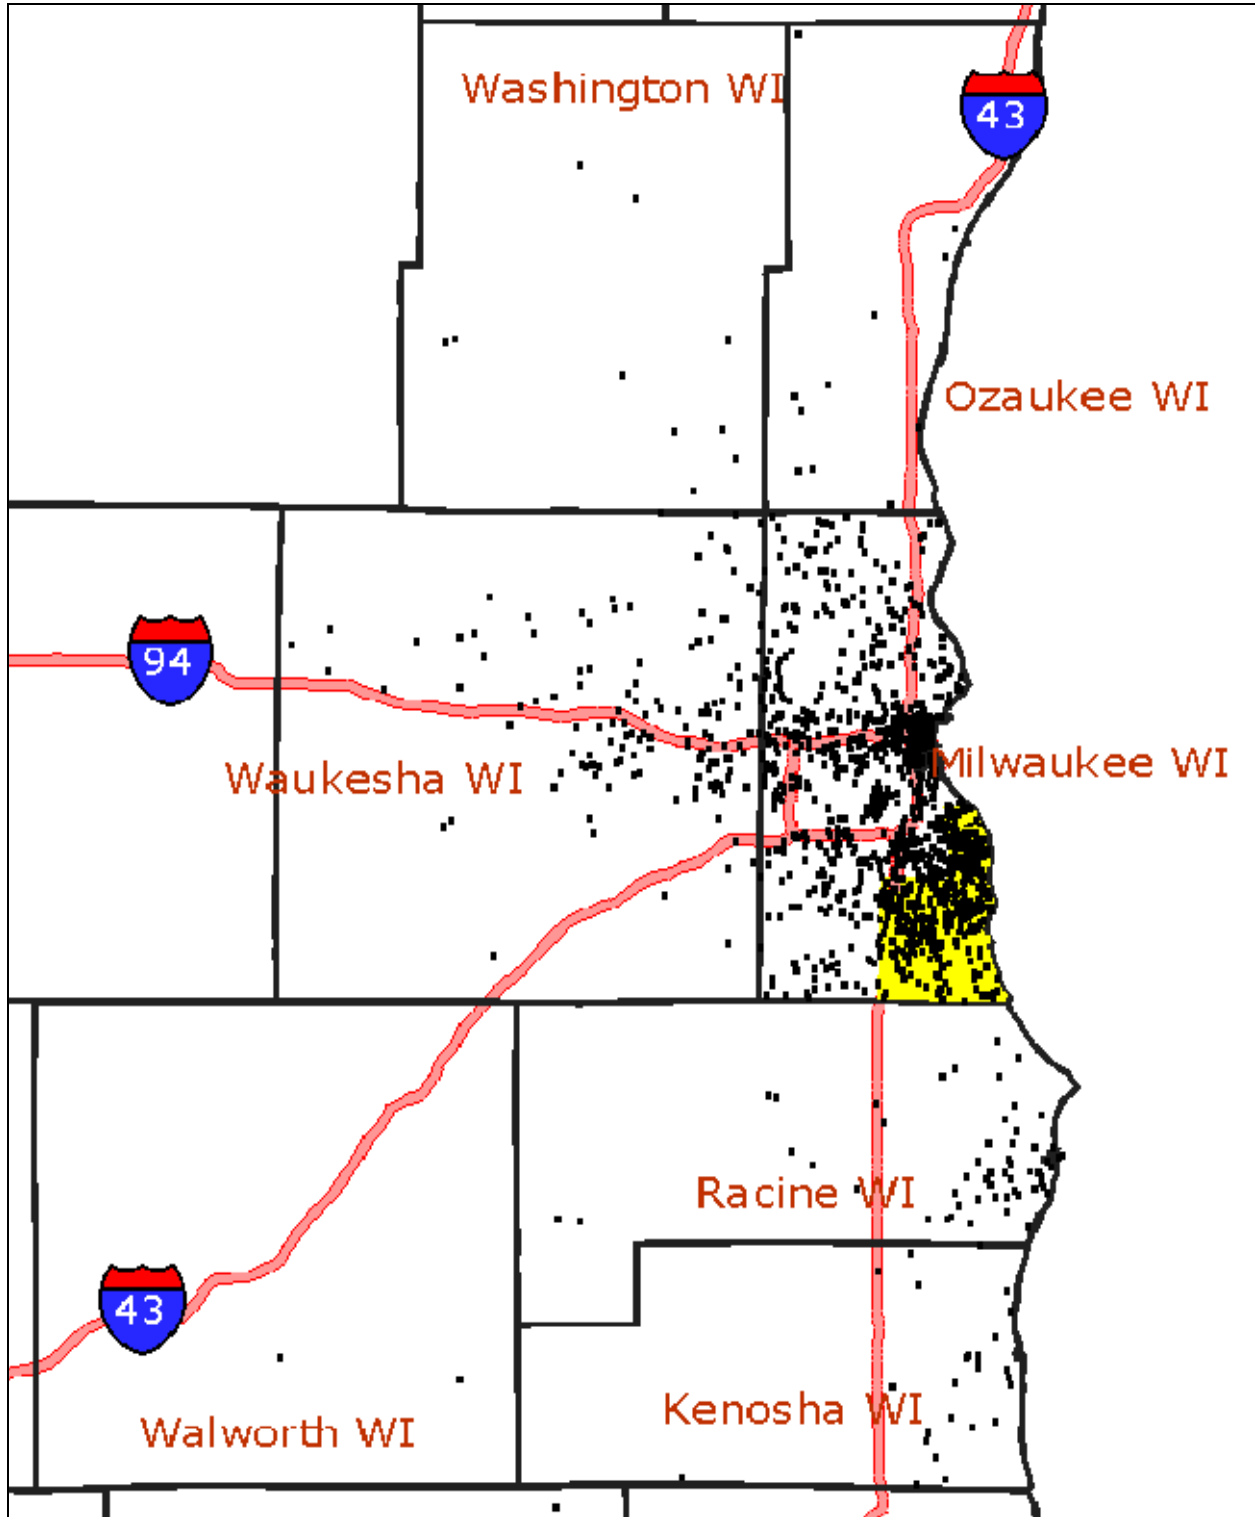 Washington WI
43
Ozaukee WI
94
Waukesha WI
Milwaukee WI
Racine WI
43
Kenosha WI
Walworth WI